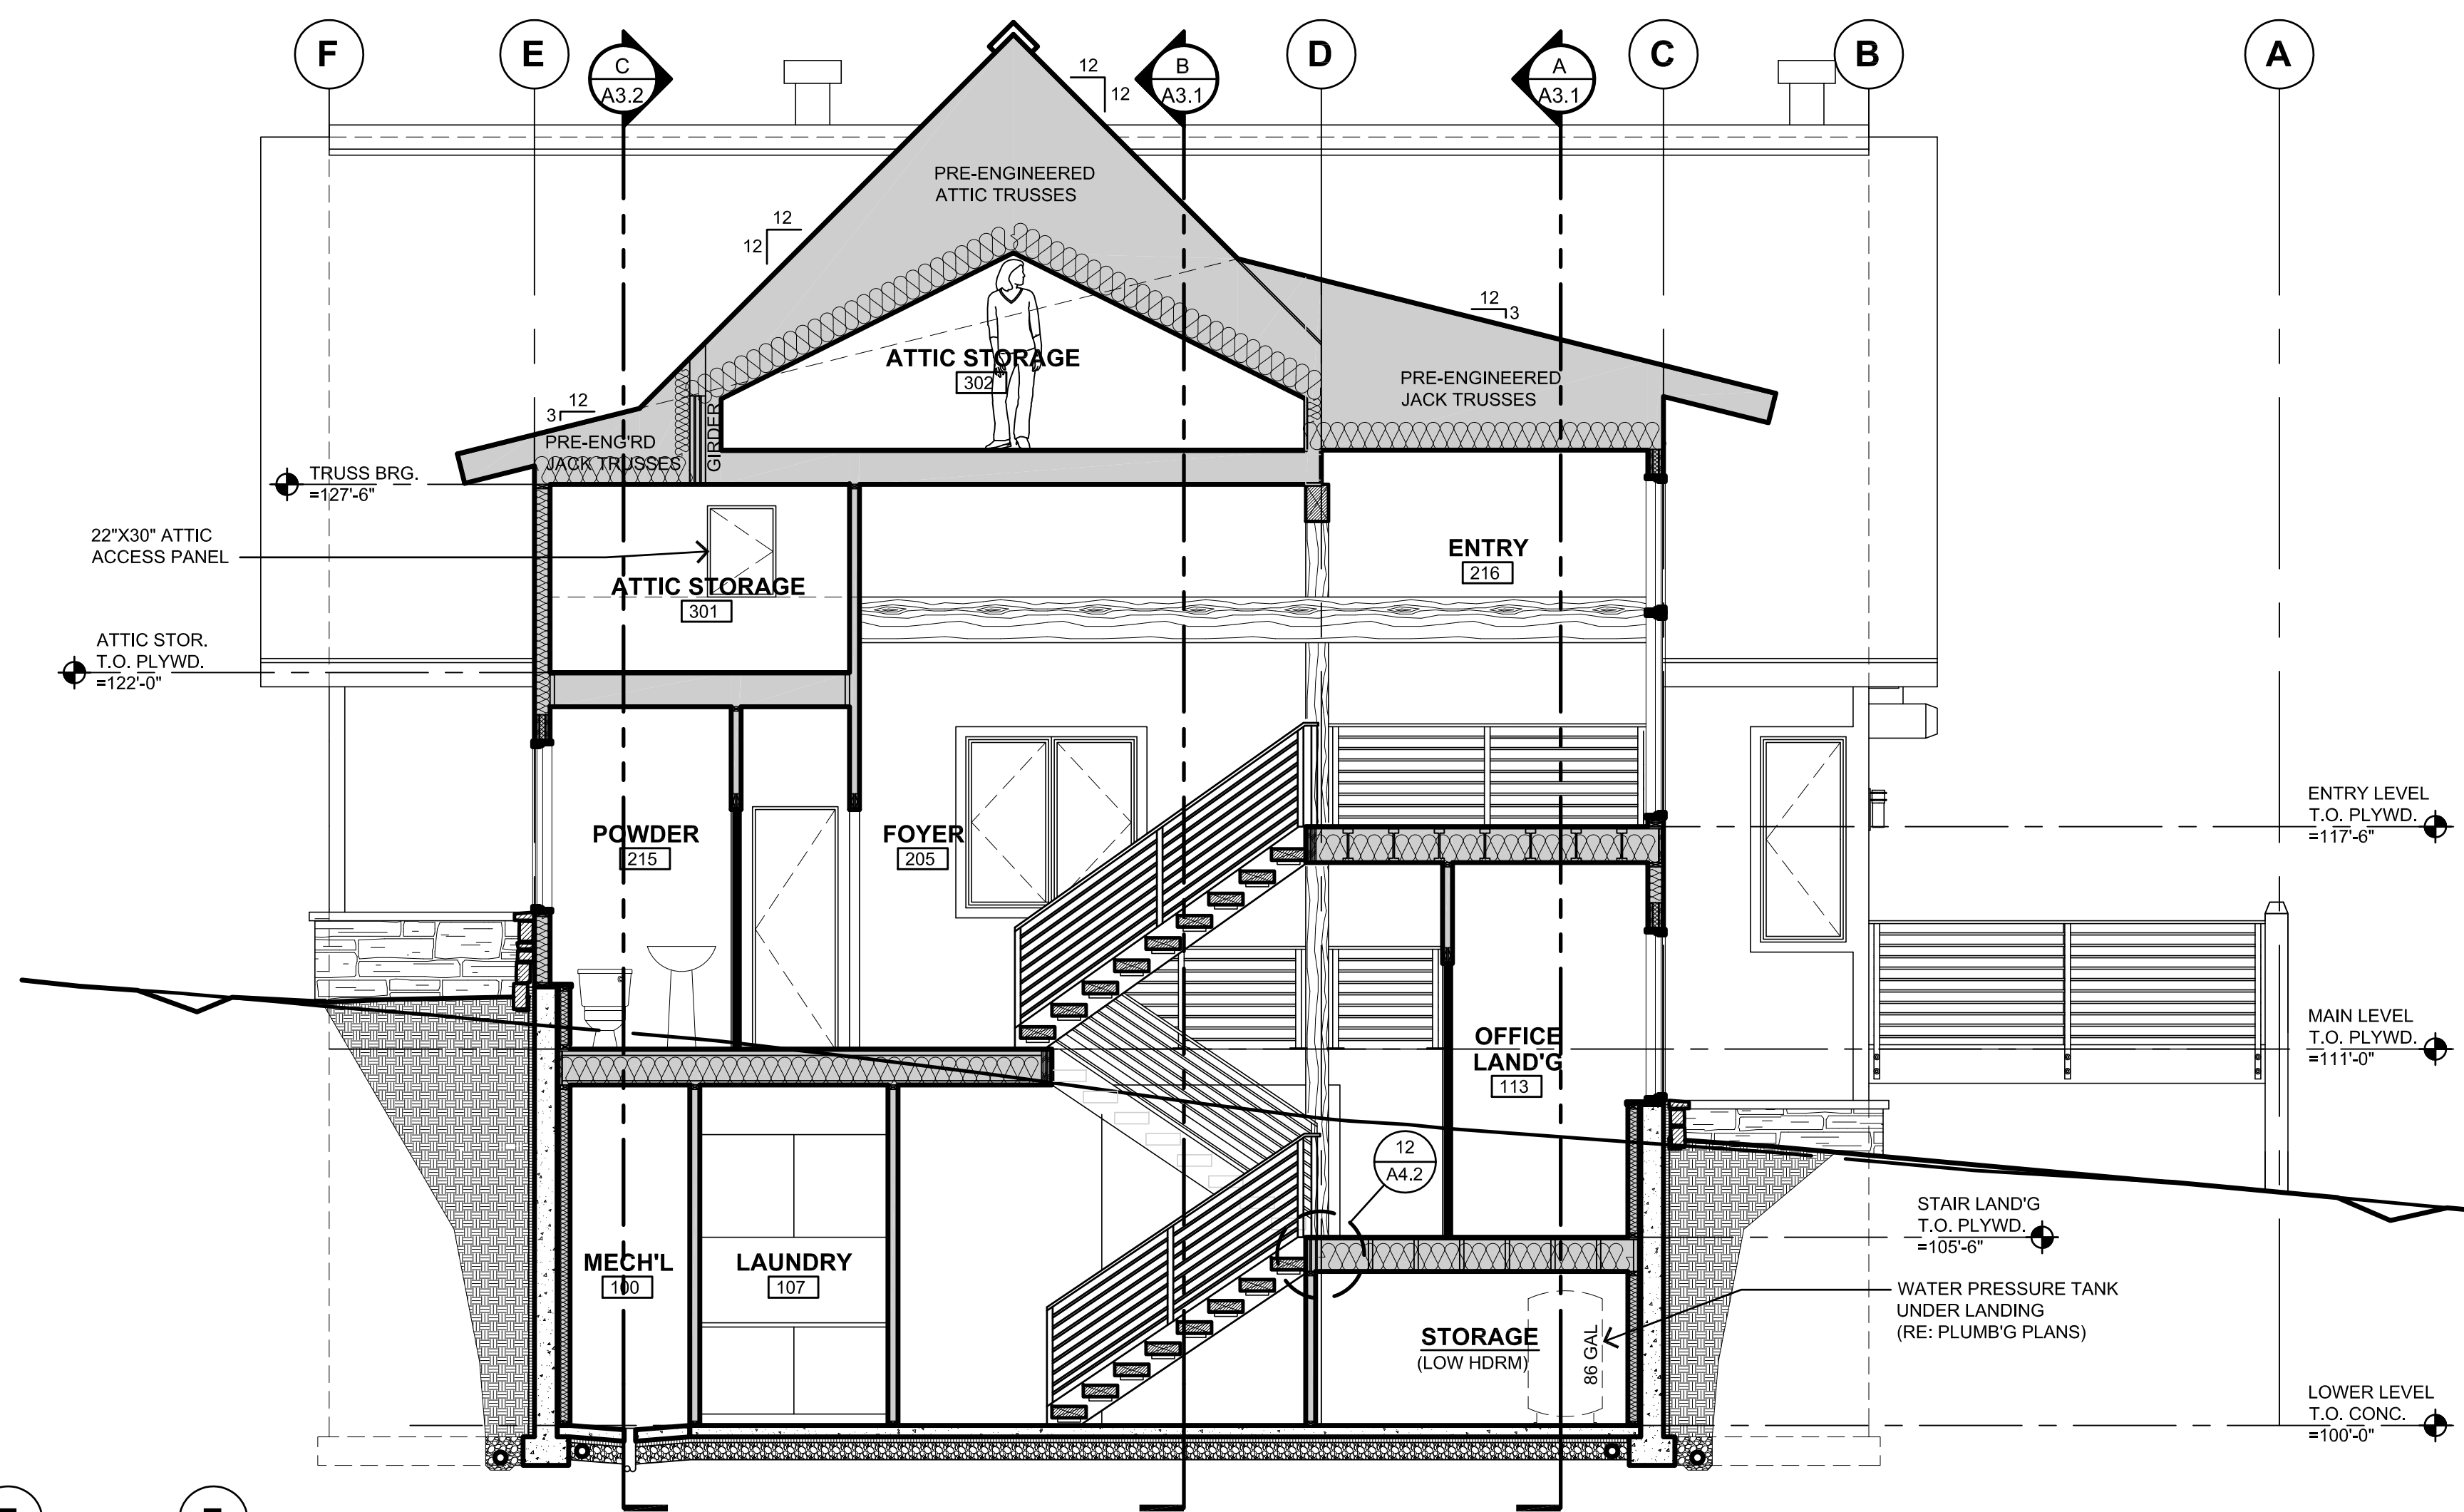 F
E
C
A3.2
B
A3.1
D
A
A3.1
C
B
A
12
12
PRE-ENGINEERED
ATTIC TRUSSES
12
12
12
3
ATTIC STORAGE
302
PRE-ENGINEERED
JACK TRUSSES
12
3
PRE-ENG'RD
JACK TRUSSES
GIRDER
TRUSS BRG.
=127'-6"
22"X30" ATTIC
ACCESS PANEL
ATTIC STORAGE
301
ENTRY
216
ATTIC STOR.
T.O. PLYWD.
=122'-0"
ENTRY LEVEL
T.O. PLYWD.
=117'-6"
POWDER
215
FOYER
205
MAIN LEVEL
T.O. PLYWD.
=111'-0"
OFFICE
LAND'G
113
12
A4.2
STAIR LAND'G
T.O. PLYWD.
=105'-6"
MECH'L
100
LAUNDRY
107
WATER PRESSURE TANK
UNDER LANDING
(RE: PLUMB'G PLANS)
STORAGE
(LOW HDRM)
86 GAL
LOWER LEVEL
T.O. CONC.
=100'-0"